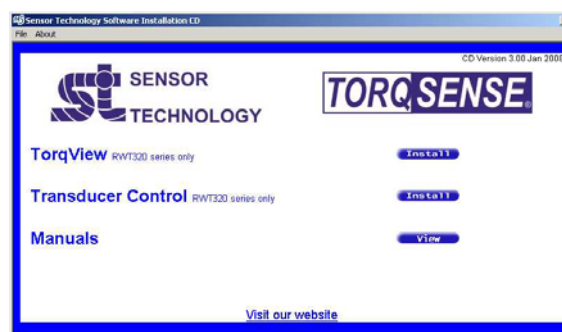 Sensor Technology Software Installation CD
File About
CD Version 3.00 Jan 2008
SENSOR
TECHNOLOGY
TORQSENSE®
TorqView RWT320 series only
Install
Transducer Control RWT320 series only
Install
Manuals
View
Visit our website